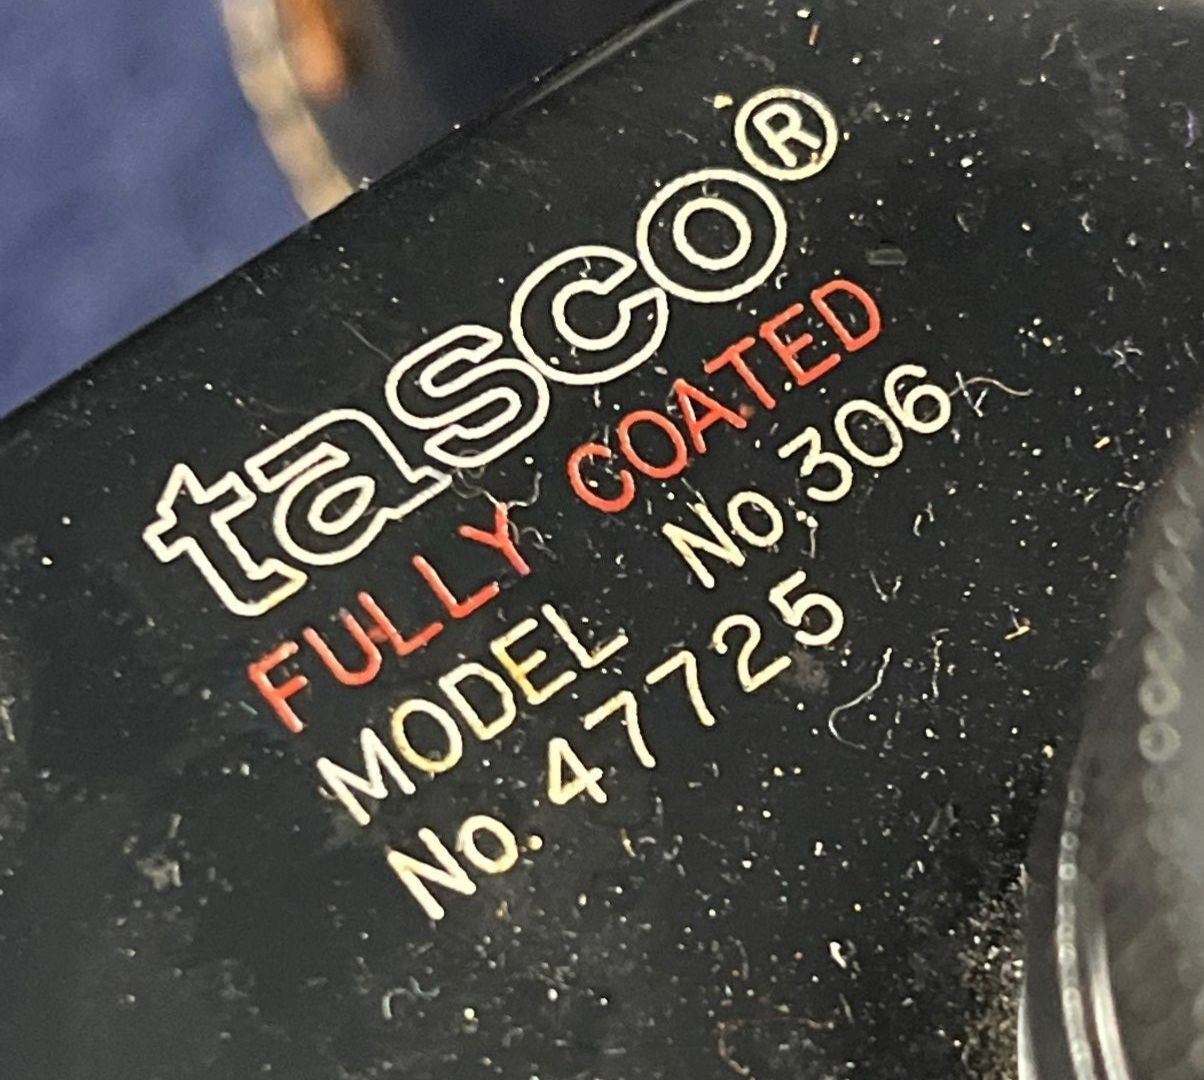 tasco®
FULLY COATED
MODEL No. 306
No. 47725